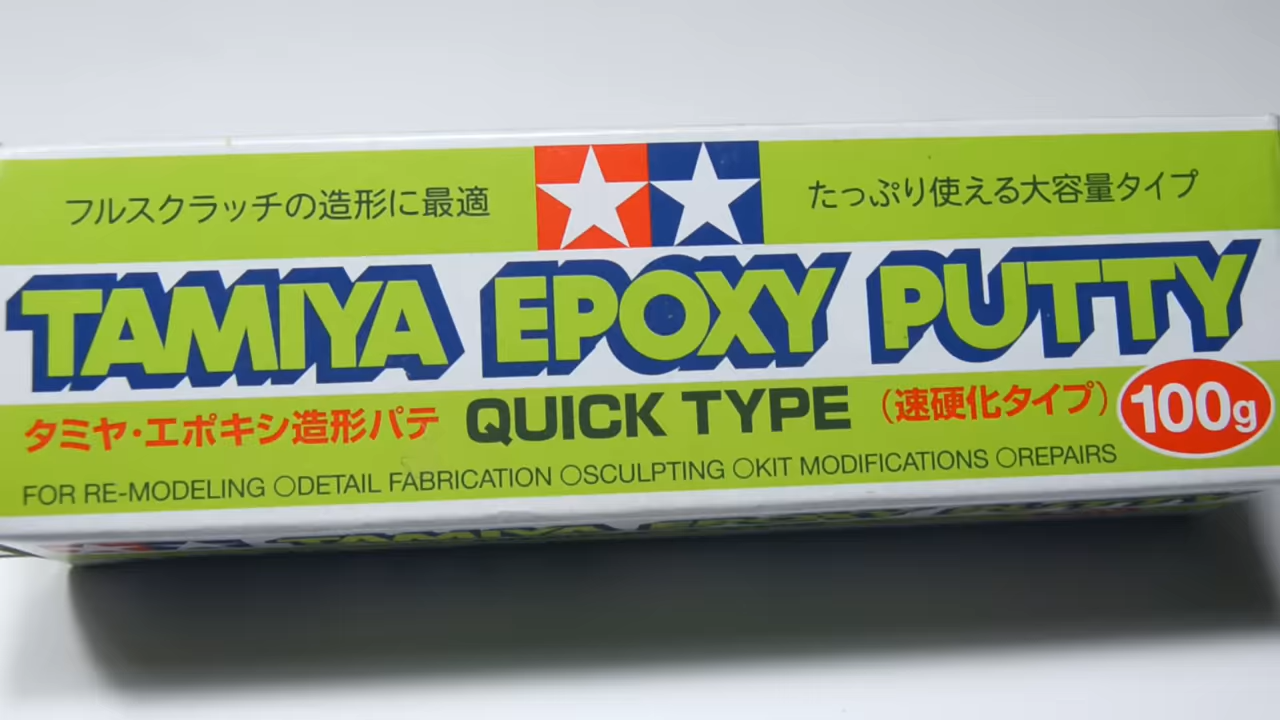 フルスクラッチの造形に最適
たっぷり使える大容量タイプ
TAMIYA EPOXY PUTTY
タミヤ・エポキシ造形パテ QUICK TYPE (速硬化タイプ) 100g
FOR RE-MODELING ○DETAIL FABRICATION ○SCULPTING ○KIT MODIFICATIONS ○REPAIRS
TAMIYA EPOXY PUTTY